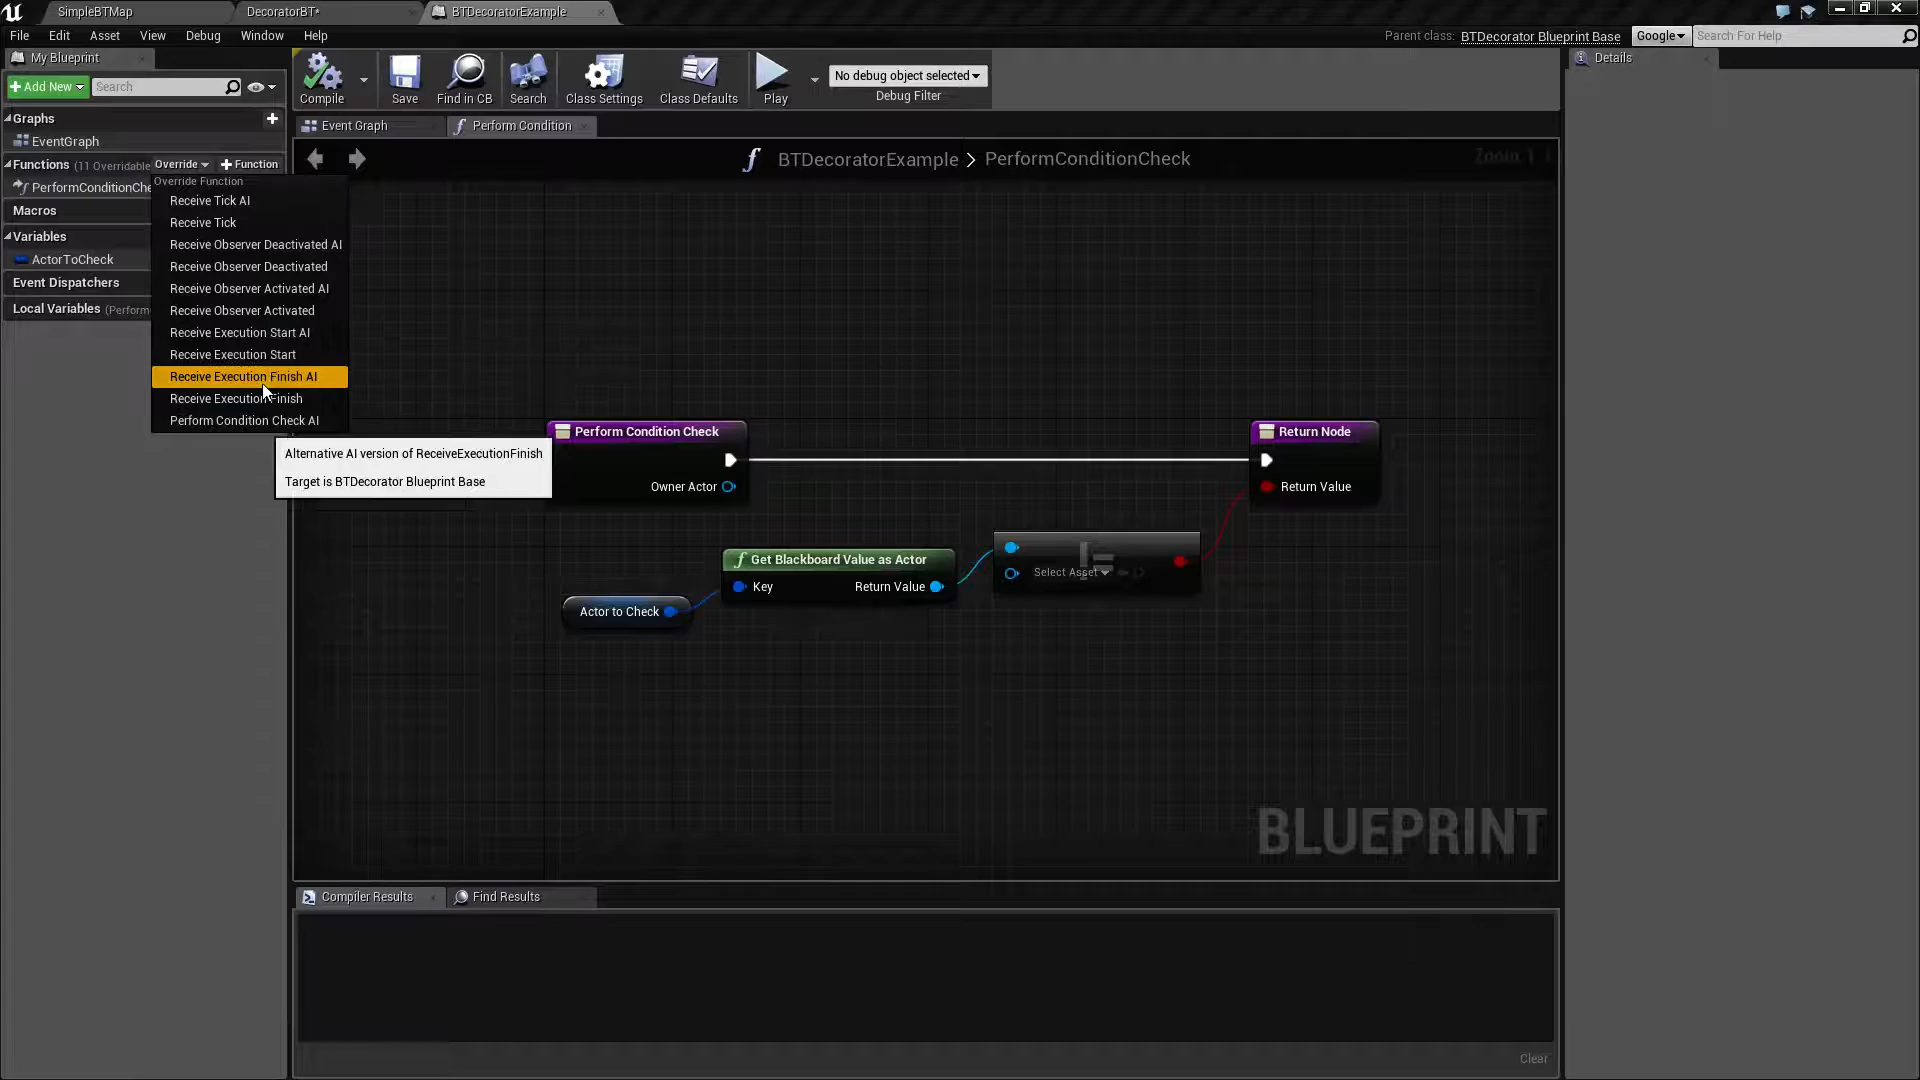 SimpleBTMap
DecoratorBT*
BTDecoratorExample
File
Edit
Asset
View
Debug
Window
Help
Parent class:
BTDecorator Blueprint Base
Google
Search For Help
My Blueprint
Add New
Search
Compile
Save
Find in CB
Search
Class Settings
Class Defaults
Play
No debug object selected
Debug Filter
Details
Graphs
EventGraph
Functions (11 Overridable
Override
Function
PerformConditionChe
Macros
Variables
ActorToCheck
Event Dispatchers
Local Variables (Perform
Override Function
Receive Tick AI
Receive Tick
Receive Observer Deactivated AI
Receive Observer Deactivated
Receive Observer Activated AI
Receive Observer Activated
Receive Execution Start AI
Receive Execution Start
Receive Execution Finish AI
Receive Execution Finish
Perform Condition Check AI
Alternative AI version of ReceiveExecutionFinish
Target is BTDecorator Blueprint Base
Event Graph
Perform Condition
BTDecoratorExample > PerformConditionCheck
Zoom 1:1
Perform Condition Check
Owner Actor
Return Node
Return Value
Get Blackboard Value as Actor
Key
Return Value
Actor to Check
!=
Select Asset
BLUEPRINT
Compiler Results
Find Results
Clear